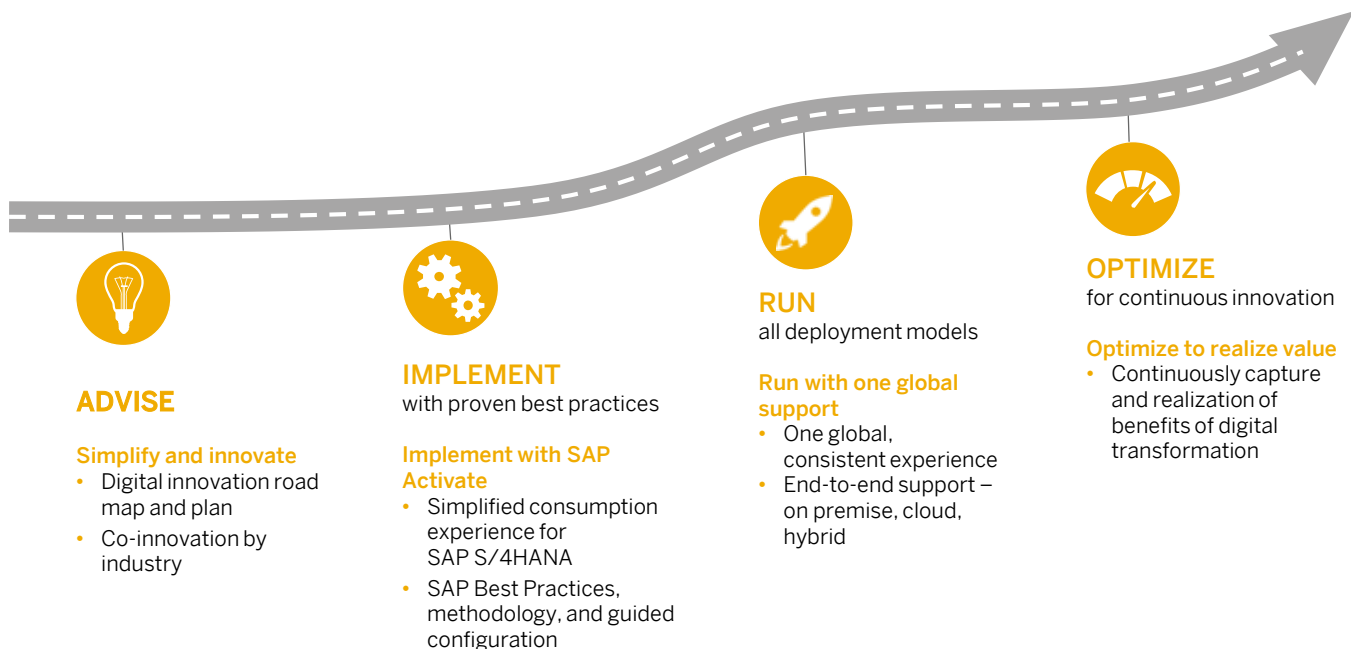 ADVISE
Simplify and innovate
• Digital innovation road
map and plan
• Co-innovation by
industry
IMPLEMENT
with proven best practices
Implement with SAP
Activate
• Simplified consumption
experience for
SAP S/4HANA
• SAP Best Practices,
methodology, and guided
configuration
RUN
all deployment models
Run with one global
support
• One global,
consistent experience
• End-to-end support –
on premise, cloud,
hybrid
OPTIMIZE
for continuous innovation
Optimize to realize value
• Continuously capture
and realization of
benefits of digital
transformation